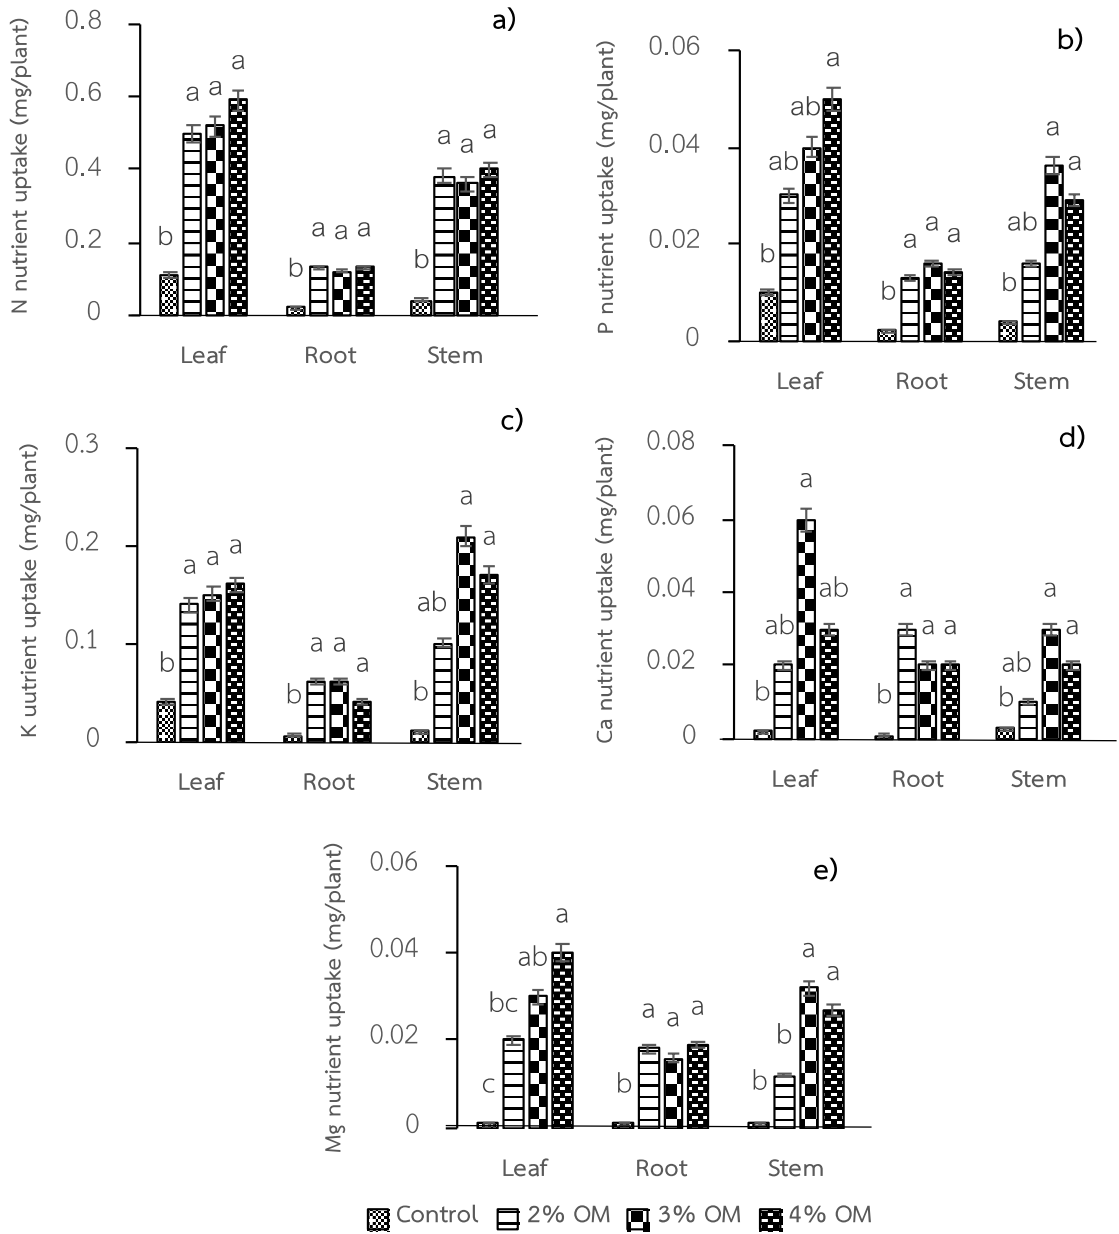 a)
N nutrient uptake (mg/plant)
0.8
0.6
0.4
0.2
0
b a a a
b a a a
b a a a
Leaf Root Stem
b)
P nutrient uptake (mg/plant)
0.06
0.04
0.02
0
b ab ab a
b a a a
b ab a a
Leaf Root Stem
c)
K uutrient uptake (mg/plant)
0.3
0.2
0.1
0
b a a a
b a a a
b ab a a
Leaf Root Stem
d)
Ca nutrient uptake (mg/plant)
0.08
0.06
0.04
0.02
0
b ab a ab
b a a a
b ab a a
Leaf Root Stem
e)
Mg nutrient uptake (mg/plant)
0.06
0.04
0.02
0
c bc ab a
b a a a
b b a a
Leaf Root Stem
Control 2% OM 3% OM 4% OM